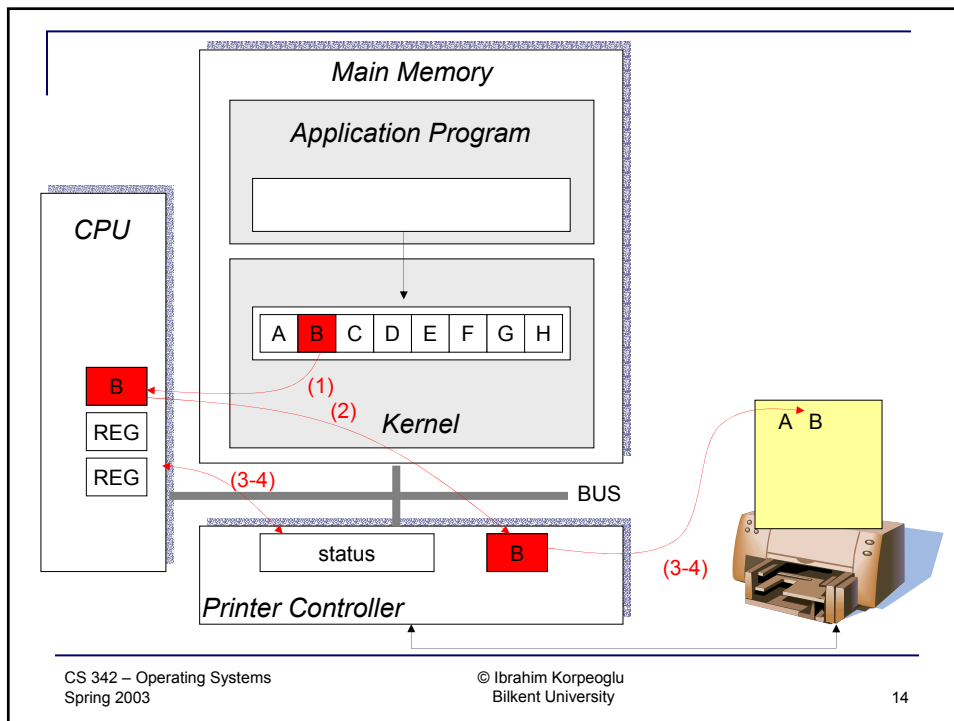 Main Memory
Application Program
CPU
A B C D E F G H
B
(1)
(2)
Kernel
A B
REG
REG
(3-4)
BUS
status
B
(3-4)
Printer Controller
CS 342 – Operating Systems
Spring 2003
© Ibrahim Korpeoglu
Bilkent University
14